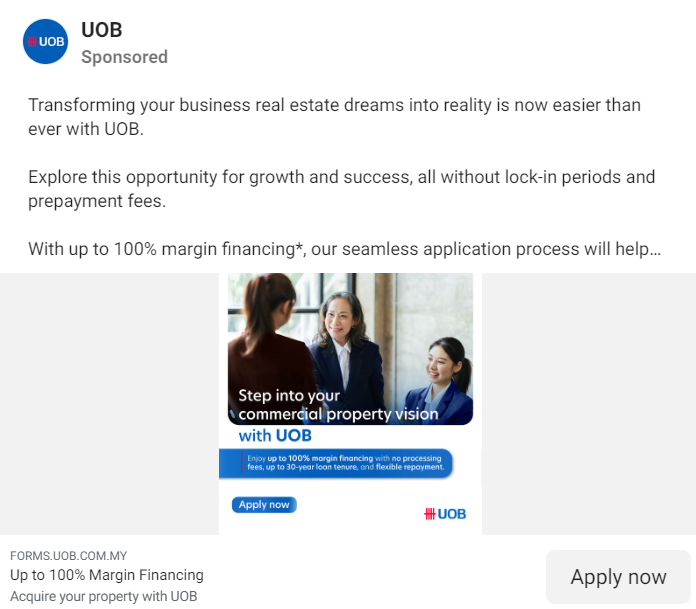 UOB
UOB
Sponsored
Transforming your business real estate dreams into reality is now easier than
ever with UOB.
Explore this opportunity for growth and success, all without lock-in periods and
prepayment fees.
With up to 100% margin financing*, our seamless application process will help...
Step into your
commercial property vision
with UOB
Enjoy up to 100% margin financing with no processing
fees, up to 30-year loan tenure, and flexible repayment.
Apply now
UOB
FORMS.UOB.COM.MY
Up to 100% Margin Financing
Acquire your property with UOB
Apply now